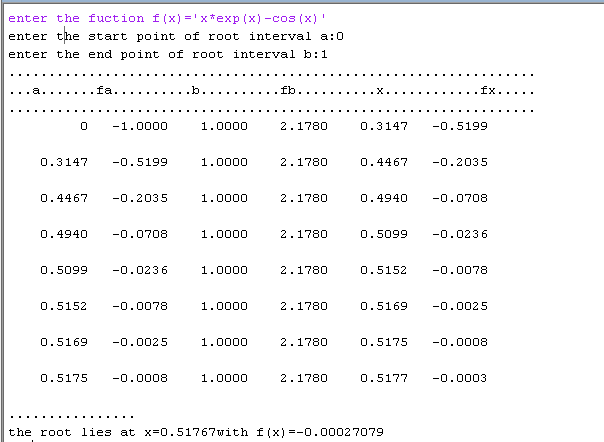 enter the fuction f(x)='x*exp(x)-cos(x)'
enter the start point of root interval a:0
enter the end point of root interval b:1
..................................................................
...a.......fa..........b..........fb..........x............fx.....
..................................................................
0 -1.0000 1.0000 2.1780 0.3147 -0.5199
0.3147 -0.5199 1.0000 2.1780 0.4467 -0.2035
0.4467 -0.2035 1.0000 2.1780 0.4940 -0.0708
0.4940 -0.0708 1.0000 2.1780 0.5099 -0.0236
0.5099 -0.0236 1.0000 2.1780 0.5152 -0.0078
0.5152 -0.0078 1.0000 2.1780 0.5169 -0.0025
0.5169 -0.0025 1.0000 2.1780 0.5175 -0.0008
0.5175 -0.0008 1.0000 2.1780 0.5177 -0.0003
................
the root lies at x=0.51767with f(x)=-0.00027079